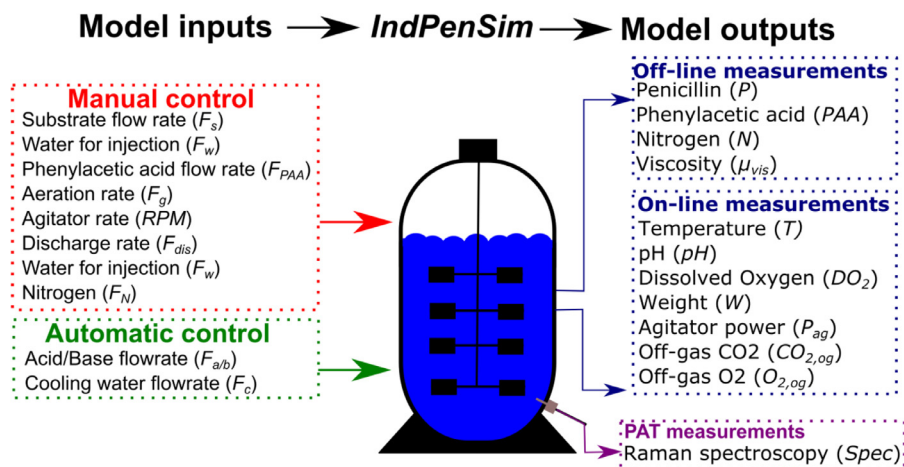 Model inputs IndPenSim Model outputs
Manual control
Substrate flow rate (Fs)
Water for injection (Fw)
Phenylacetic acid flow rate (FPAA)
Aeration rate (Fg)
Agitator rate (RPM)
Discharge rate (Fdis)
Water for injection (Fw)
Nitrogen (FN)
Automatic control
Acid/Base flowrate (Fa/b)
Cooling water flowrate (Fc)
Off-line measurements
Penicillin (P)
Phenylacetic acid (PAA)
Nitrogen (N)
Viscosity (μvis)
On-line measurements
Temperature (T)
pH (pH)
Dissolved Oxygen (DO2)
Weight (W)
Agitator power (Pag)
Off-gas CO2 (CO2,og)
Off-gas O2 (O2,og)
PAT measurements
Raman spectroscopy (Spec)